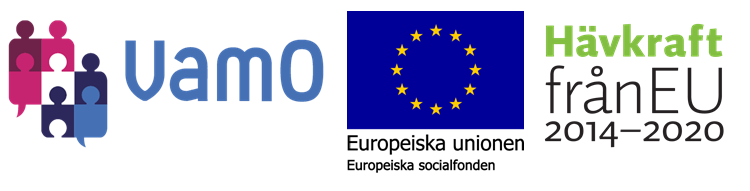 VamO
Europeiska unionen
Europeiska socialfonden
Hävkraft
frånEU
2014–2020